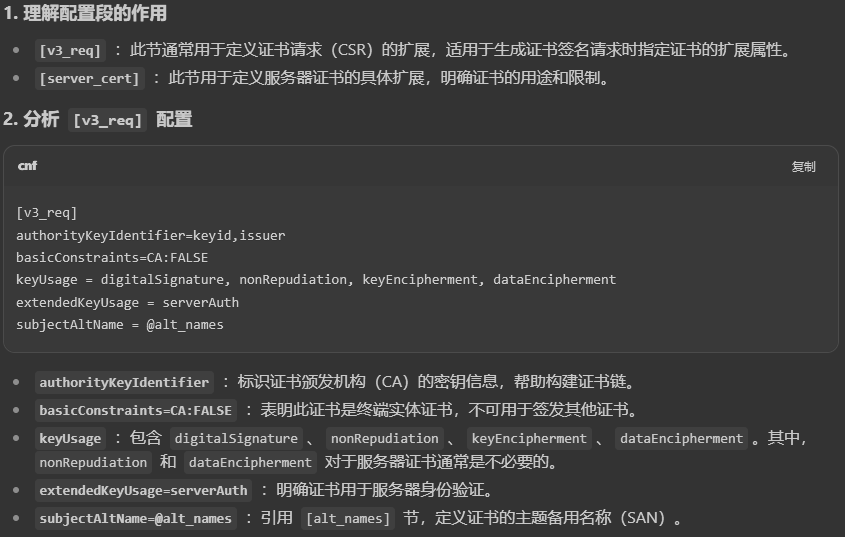 1. 理解配置段的作用
[v3_req] ：此节通常用于定义证书请求（CSR）的扩展，适用于生成证书签名请求时指定证书的扩展属性。
[server_cert] ：此节用于定义服务器证书的具体扩展，明确证书的用途和限制。
2. 分析 [v3_req] 配置
cnf 复制
[v3_req]
authorityKeyIdentifier=keyid,issuer
basicConstraints=CA:FALSE
keyUsage = digitalSignature, nonRepudiation, keyEncipherment, dataEncipherment
extendedKeyUsage = serverAuth
subjectAltName = @alt_names
authorityKeyIdentifier ：标识证书颁发机构（CA）的密钥信息，帮助构建证书链。
basicConstraints=CA:FALSE ：表明此证书是终端实体证书，不可用于签发其他证书。
keyUsage ：包含 digitalSignature 、 nonRepudiation 、 keyEncipherment 、 dataEncipherment 。其中，
nonRepudiation 和 dataEncipherment 对于服务器证书通常是不必要的。
extendedKeyUsage=serverAuth ：明确证书用于服务器身份验证。
subjectAltName=@alt_names ：引用 [alt_names] 节，定义证书的主题备用名称（SAN）。